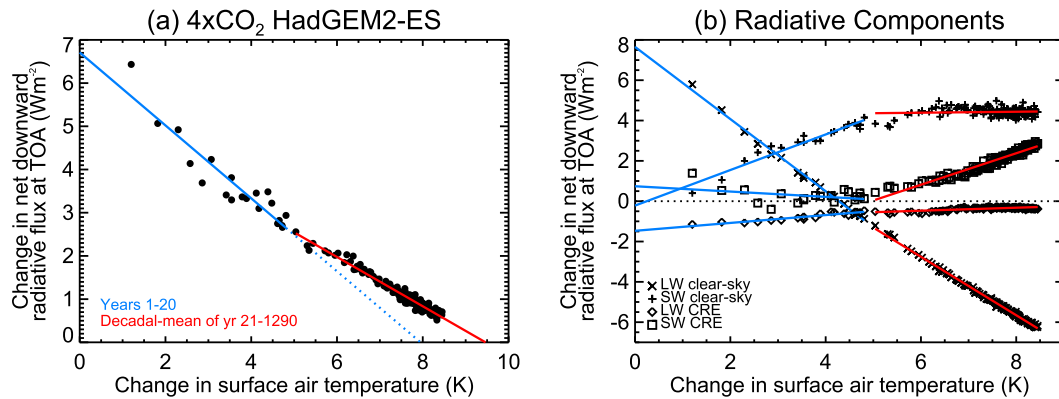 (a) 4xCO₂ HadGEM2-ES
Change in net downward
radiative flux at TOA (Wm⁻²)
7
6
5
4
3
2
1
0
Years 1-20
Decadal-mean of yr 21-1290
0 2 4 6 8 10
Change in surface air temperature (K)
(b) Radiative Components
Change in net downward
radiative flux at TOA (Wm⁻²)
8
6
4
2
0
-2
-4
-6
LW clear-sky
SW clear-sky
LW CRE
SW CRE
0 2 4 6 8
Change in surface air temperature (K)